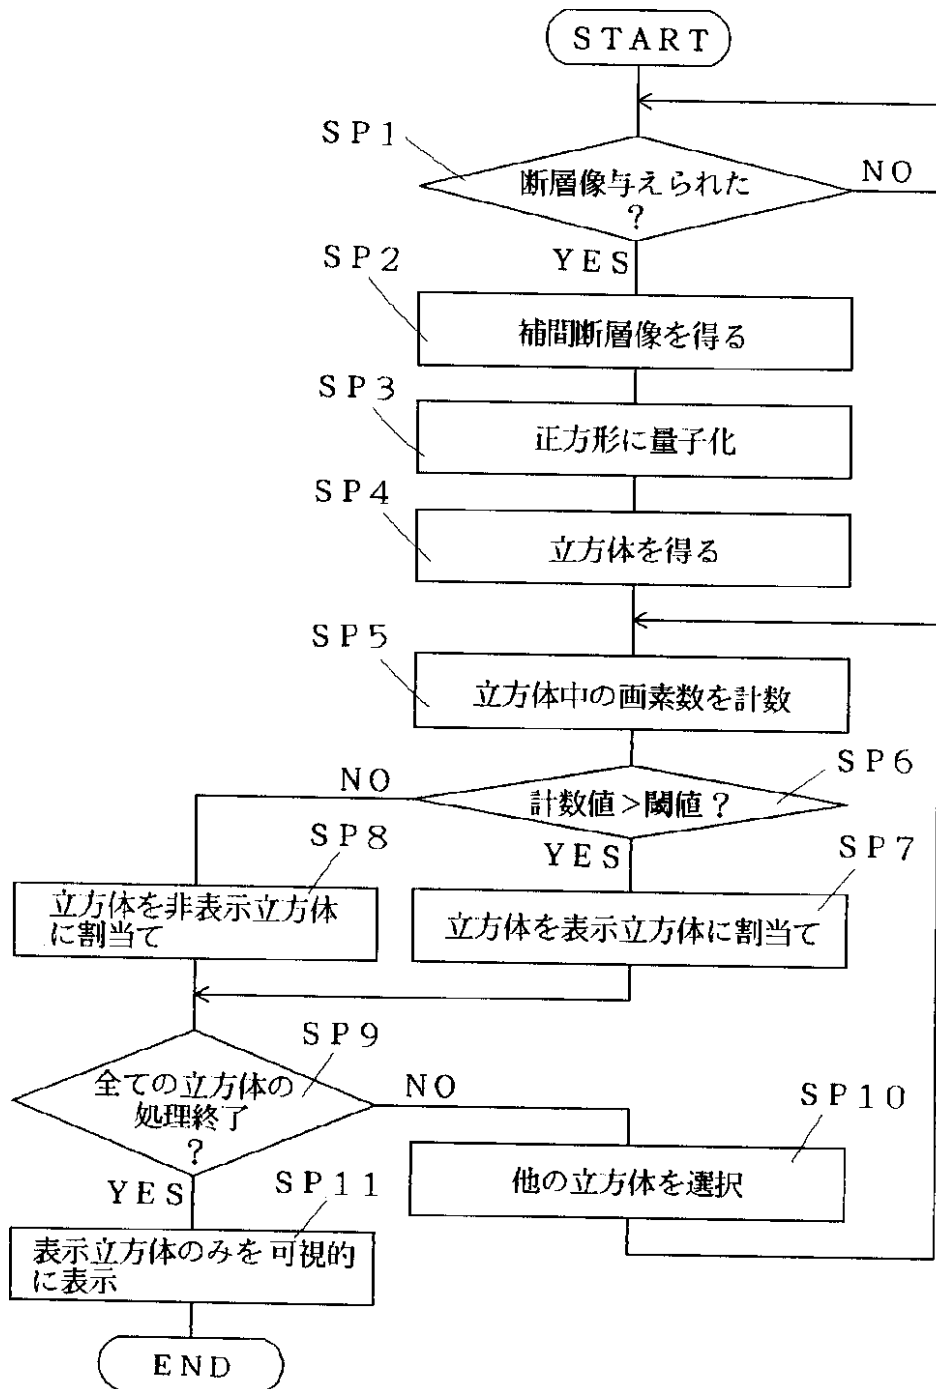 START
SP1
断層像与えられた
?
NO
YES
SP2
補間断層像を得る
SP3
正方形に量子化
SP4
立方体を得る
SP5
立方体中の画素数を計数
SP6
計数値>閾値?
NO
YES
SP8
立方体を非表示立方体
に割当て
SP7
立方体を表示立方体に割当て
SP9
全ての立方体の
処理終了
?
NO
YES
SP10
他の立方体を選択
SP11
表示立方体のみを可視的
に表示
END